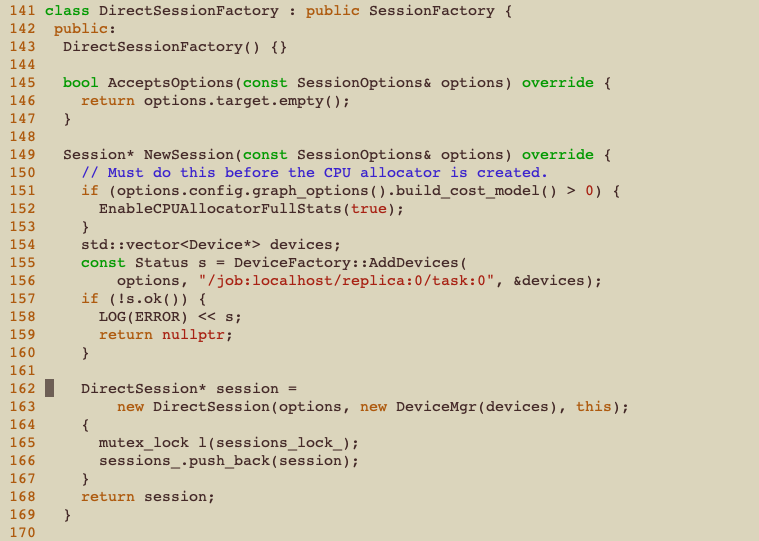 141 class DirectSessionFactory : public SessionFactory {
142  public:
143   DirectSessionFactory() {}
144
145   bool AcceptsOptions(const SessionOptions& options) override {
146     return options.target.empty();
147   }
148
149   Session* NewSession(const SessionOptions& options) override {
150     // Must do this before the CPU allocator is created.
151     if (options.config.graph_options().build_cost_model() > 0) {
152       EnableCPUAllocatorFullStats(true);
153     }
154     std::vector<Device*> devices;
155     const Status s = DeviceFactory::AddDevices(
156         options, "/job:localhost/replica:0/task:0", &devices);
157     if (!s.ok()) {
158       LOG(ERROR) << s;
159       return nullptr;
160     }
161
162     DirectSession* session =
163         new DirectSession(options, new DeviceMgr(devices), this);
164     {
165       mutex_lock l(sessions_lock_);
166       sessions_.push_back(session);
167     }
168     return session;
169   }
170